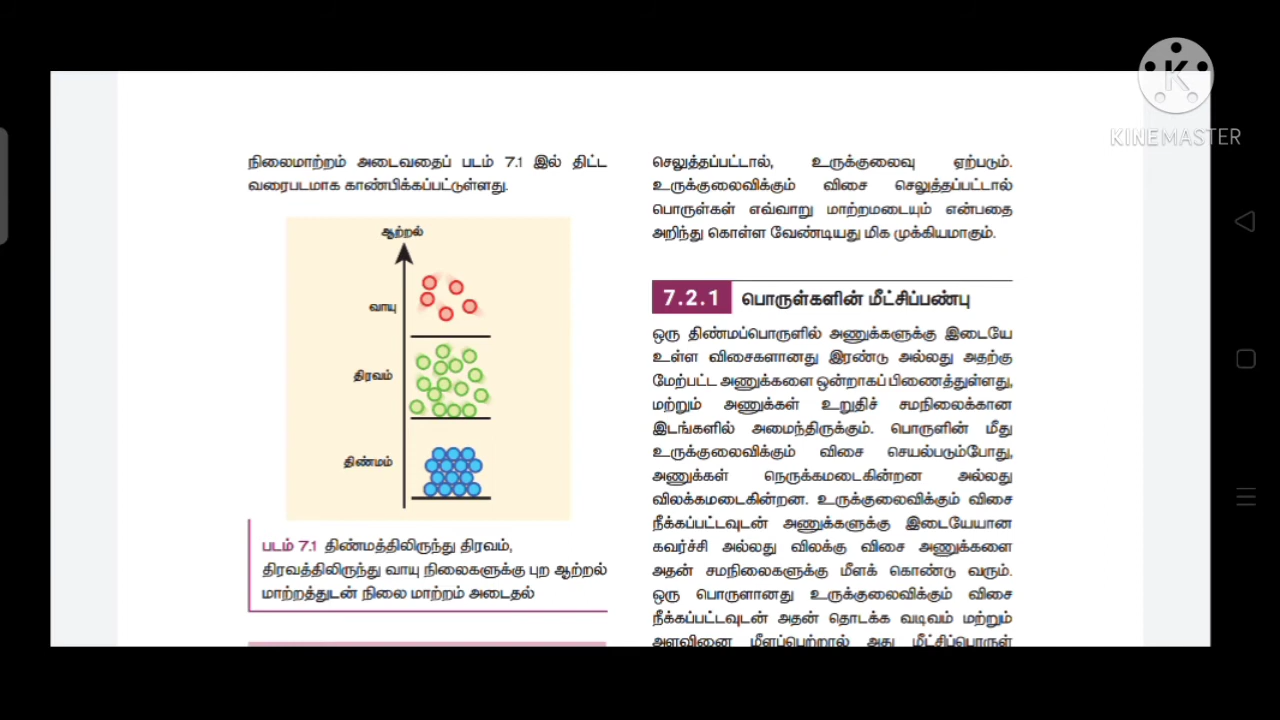 நிலைமாற்றம் அடைவதைப் படம் 7.1 இல் திட்ட
வரைபடமாக காண்பிக்கப்பட்டுள்ளது.
ஆற்றல்
வாயு
திரவம்
திண்மம்
படம் 7.1 திண்மத்திலிருந்து திரவம்,
திரவத்திலிருந்து வாயு நிலைகளுக்கு புற ஆற்றல்
மாற்றத்துடன் நிலை மாற்றம் அடைதல்
செலுத்தப்பட்டால், உருக்குலைவு ஏற்படும்.
உருக்குலைவிக்கும் விசை செலுத்தப்பட்டால்
பொருள்கள் எவ்வாறு மாற்றமடையும் என்பதை
அறிந்து கொள்ள வேண்டியது மிக முக்கியமாகும்.
7.2.1 பொருள்களின் மீட்சிப்பண்பு
ஒரு திண்மப்பொருளில் அணுக்களுக்கு இடையே
உள்ள விசைகளானது இரண்டு அல்லது அதற்கு
மேற்பட்ட அணுக்களை ஒன்றாகப் பிணைத்துள்ளது,
மற்றும் அணுக்கள் உறுதிச் சமநிலைக்கான
இடங்களில் அமைந்திருக்கும். பொருளின் மீது
உருக்குலைவிக்கும் விசை செயல்படும்போது,
அணுக்கள் நெருக்கமடைகின்றன அல்லது
விலக்கமடைகின்றன. உருக்குலைவிக்கும் விசை
நீக்கப்பட்டவுடன் அணுக்களுக்கு இடையேயான
கவர்ச்சி அல்லது விலக்கு விசை அணுக்களை
அதன் சமநிலைகளுக்கு மீளக் கொண்டு வரும்.
ஒரு பொருளானது உருக்குலைவிக்கும் விசை
நீக்கப்பட்டவுடன் அதன் தொடக்க வடிவம் மற்றும்
அளவினை மீளப்பெற்றால் அது மீட்சிப்பொருள்
K
KINEMASTER